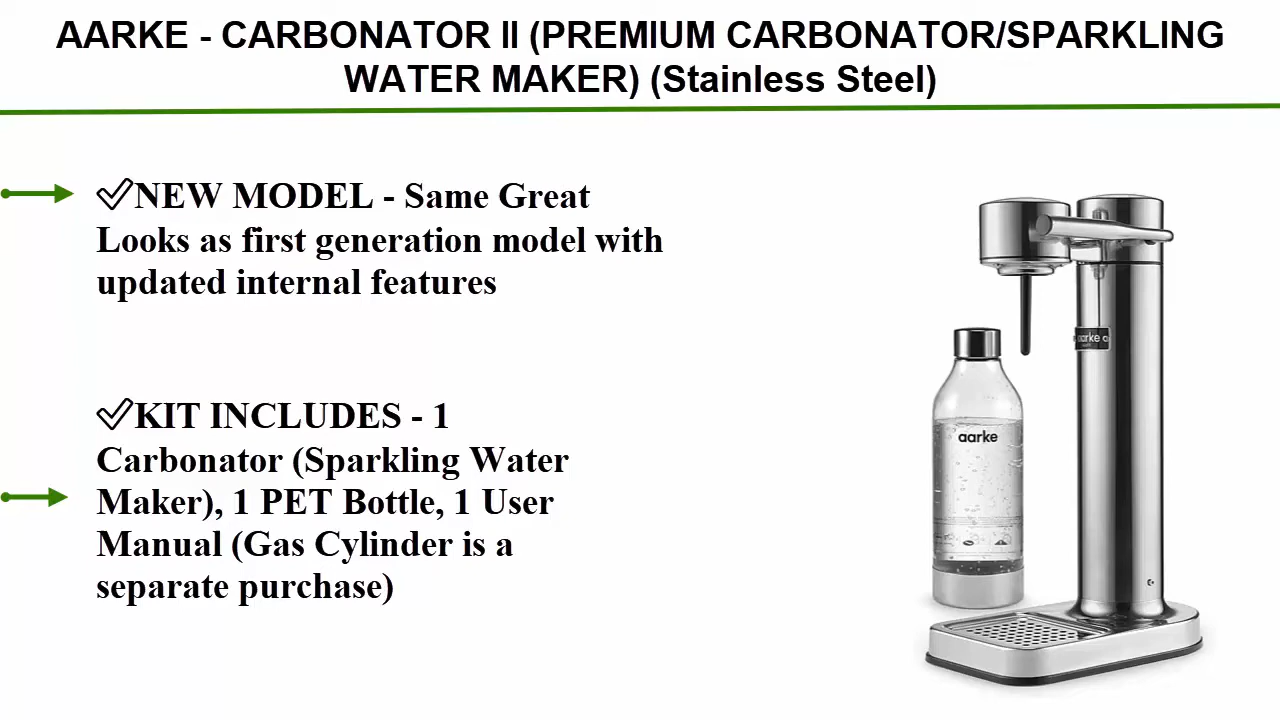 AARKE - CARBONATOR II (PREMIUM CARBONATOR/SPARKLING
WATER MAKER) (Stainless Steel)
✓NEW MODEL - Same Great
Looks as first generation model with
updated internal features
✓KIT INCLUDES - 1
Carbonator (Sparkling Water
Maker), 1 PET Bottle, 1 User
Manual (Gas Cylinder is a
separate purchase)
aarke
aarke